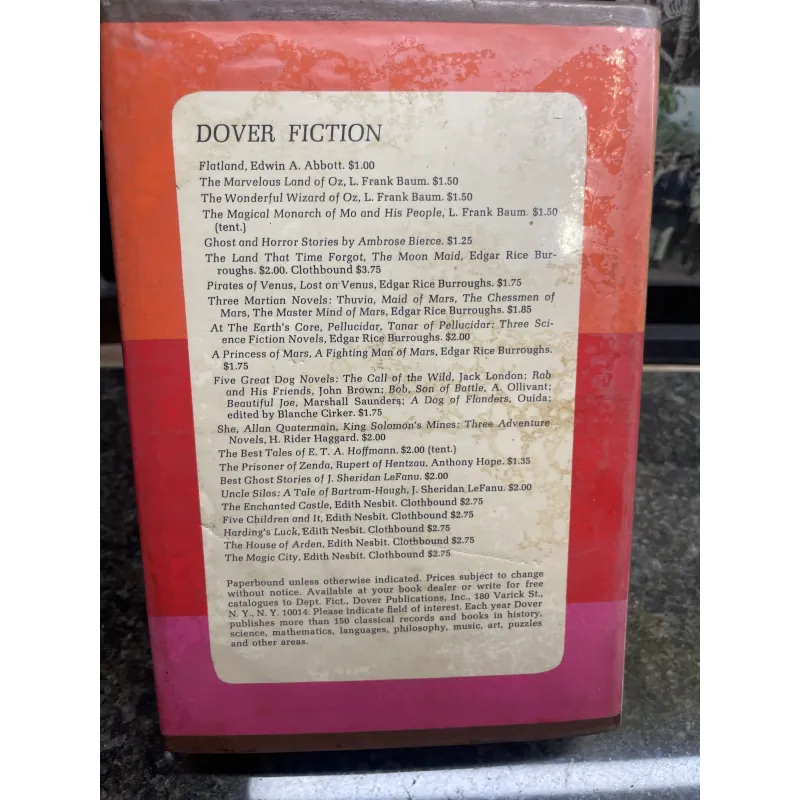 DOVER FICTION
Flatland, Edwin A. Abbott. $1.00
The Marvelous Land of Oz, L. Frank Baum. $1.50
The Wonderful Wizard of Oz, L. Frank Baum. $1.50
The Magical Monarch of Mo and His People, L. Frank Baum. $1.50
(tent.)
Ghost and Horror Stories by Ambrose Bierce. $1.25
The Land That Time Forgot, The Moon Maid, Edgar Rice Bur-
roughs. $2.00. Clothbound $3.75
Pirates of Venus, Lost on Venus, Edgar Rice Burroughs. $1.75
Three Martian Novels: Thuvia, Maid of Mars, The Chessmen of
Mars, The Master Mind of Mars, Edgar Rice Burroughs. $1.85
At The Earth's Core, Pellucidar, Tanar of Pellucidar: Three Sci-
ence Fiction Novels, Edgar Rice Burroughs. $2.00
A Princess of Mars, A Fighting Man of Mars, Edgar Rice Burroughs.
$1.75
Five Great Dog Novels: The Call of the Wild, Jack London; Rab
and His Friends, John Brown; Bob, Son of Battle, A. Ollivant;
Beautiful Joe, Marshall Saunders; A Dog of Flanders, Ouida;
edited by Blanche Cirker. $1.75
She, Allan Quatermain, King Solomon's Mines: Three Adventure
Novels, H. Rider Haggard. $2.00
The Best Tales of E. T. A. Hoffmann. $2.00 (tent.)
The Prisoner of Zenda, Rupert of Hentzau, Anthony Hope. $1.35
Best Ghost Stories of J. Sheridan LeFanu. $2.00
Uncle Silas: A Tale of Bartram-Haugh, J. Sheridan LeFanu. $2.00
The Enchanted Castle, Edith Nesbit. Clothbound $2.75
Five Children and It, Edith Nesbit. Clothbound $2.75
Harding's Luck, Edith Nesbit. Clothbound $2.75
The House of Arden, Edith Nesbit. Clothbound $2.75
The Magic City, Edith Nesbit. Clothbound $2.75
Paperbound unless otherwise indicated. Prices subject to change
without notice. Available at your book dealer or write for free
catalogues to Dept. Fict., Dover Publications, Inc., 180 Varick St.,
N. Y., N. Y. 10014. Please indicate field of interest. Each year Dover
publishes more than 150 classical records and books in history,
science, mathematics, languages, philosophy, music, art, puzzles
and other areas.